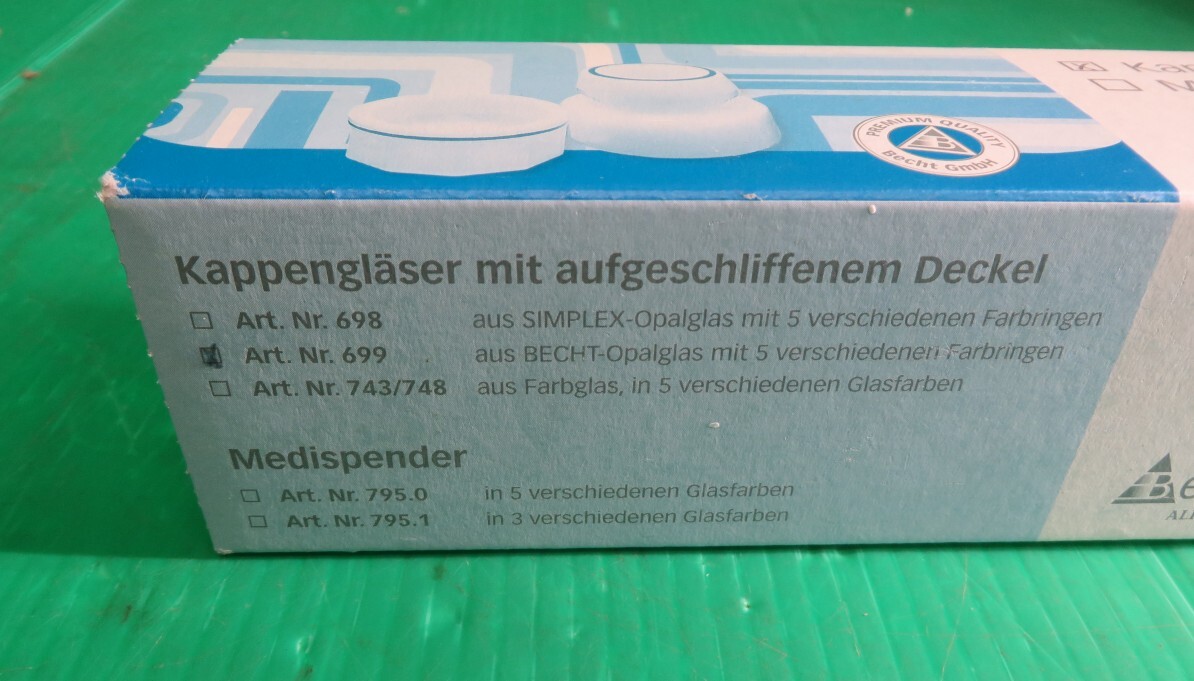 PREMIUM QUALITY
Becht GmbH
Kappengläser mit aufgeschliffenem Deckel
Art. Nr. 698 aus SIMPLEX-Opalglas mit 5 verschiedenen Farbringen
Art. Nr. 699 aus BECHT-Opalglas mit 5 verschiedenen Farbringen
Art. Nr. 743/748 aus Farbglas, in 5 verschiedenen Glasfarben
Medispender
Art. Nr. 795.0 in 5 verschiedenen Glasfarben
Art. Nr. 795.1 in 3 verschiedenen Glasfarben